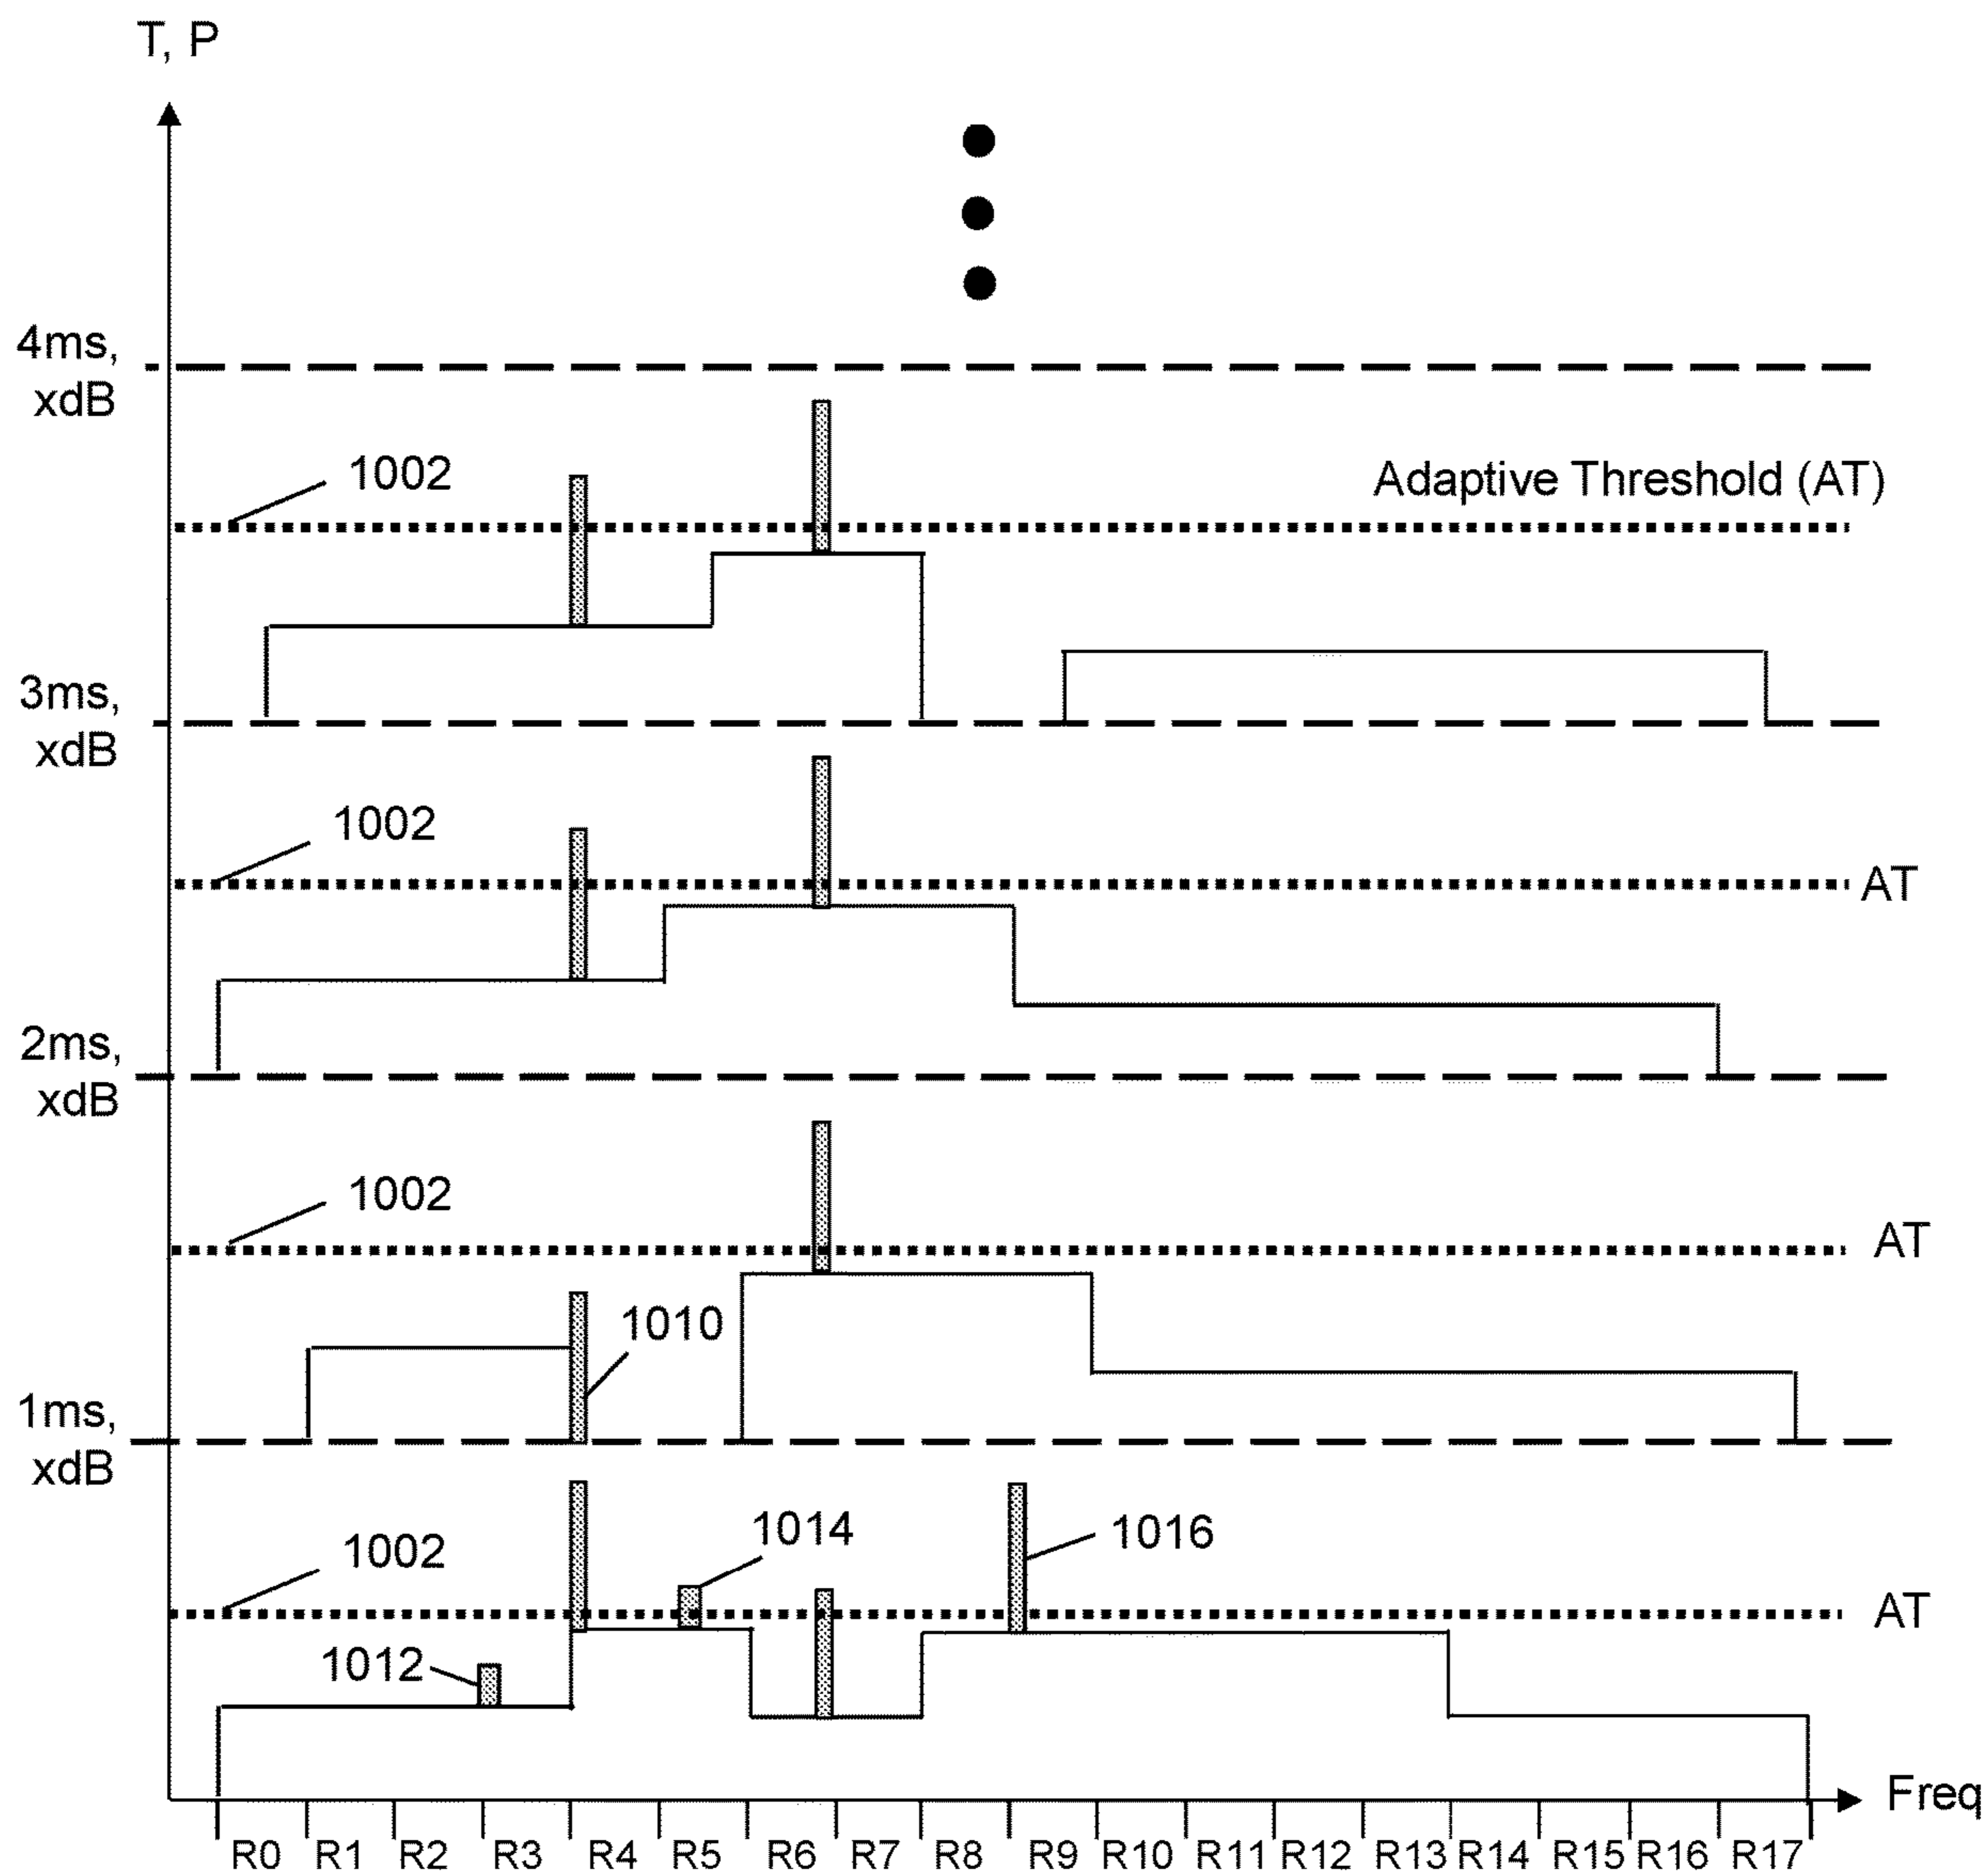 T, P
4ms,
xdB
1002
Adaptive Threshold (AT)
3ms,
xdB
1002
AT
2ms,
xdB
1002
AT
1010
1ms,
xdB
1014
1016
1002
AT
1012
Freq
R0 R1 R2 R3 R4 R5 R6 R7 R8 R9 R10 R11 R12 R13 R14 R15 R16 R17